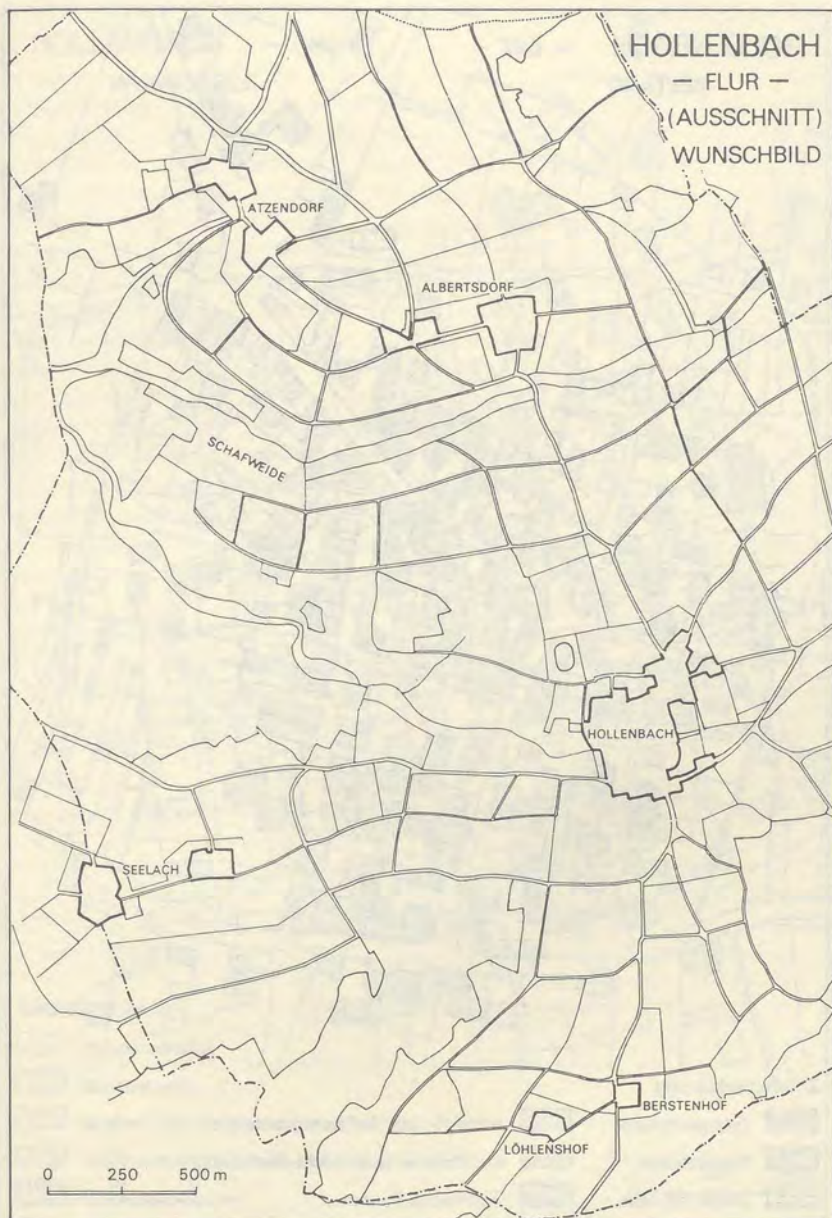 HOLLENBACH
— FLUR —
(AUSSCHNITT)
WUNSCHBILD
ATZENDORF
ALBERTSDORF
SCHAFWEIDE
HOLLENBACH
SEELACH
BERSTENHOF
LÖHLENSHOF
0 250 500 m